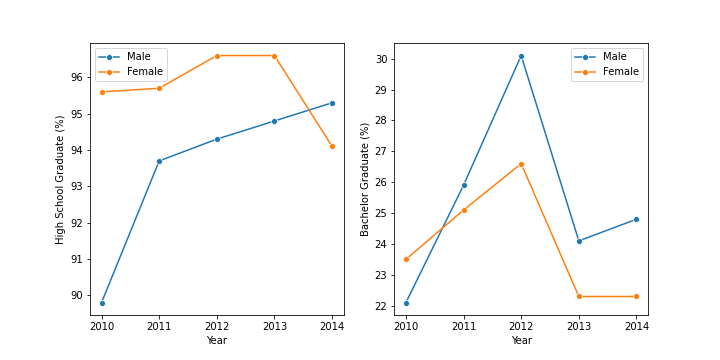 High School Graduate (%)
96
95
94
93
92
91
90
Male
Female
2010 2011 2012 2013 2014
Year
Bachelor Graduate (%)
30
29
28
27
26
25
24
23
22
Male
Female
2010 2011 2012 2013 2014
Year